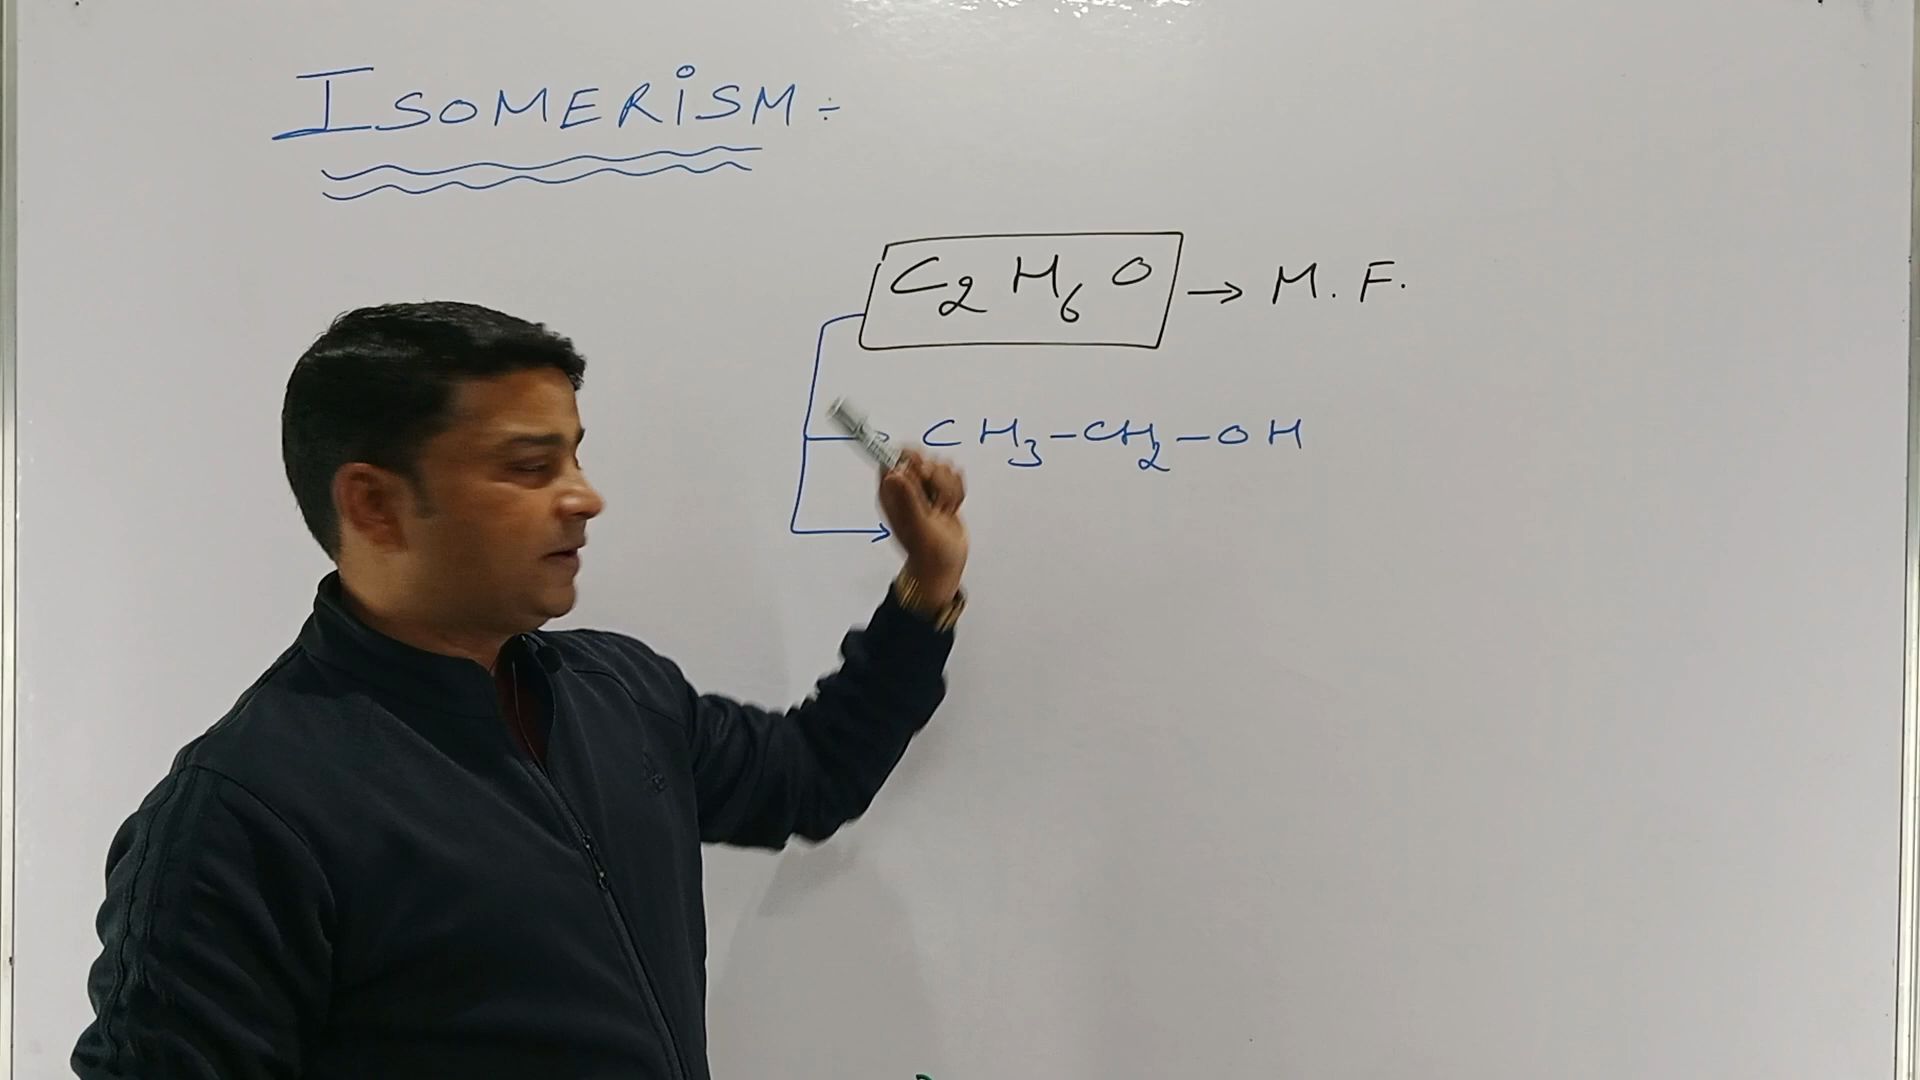 ISOMERiSM :-
C₂H₆O → M. F.
CH₃-CH₂-OH